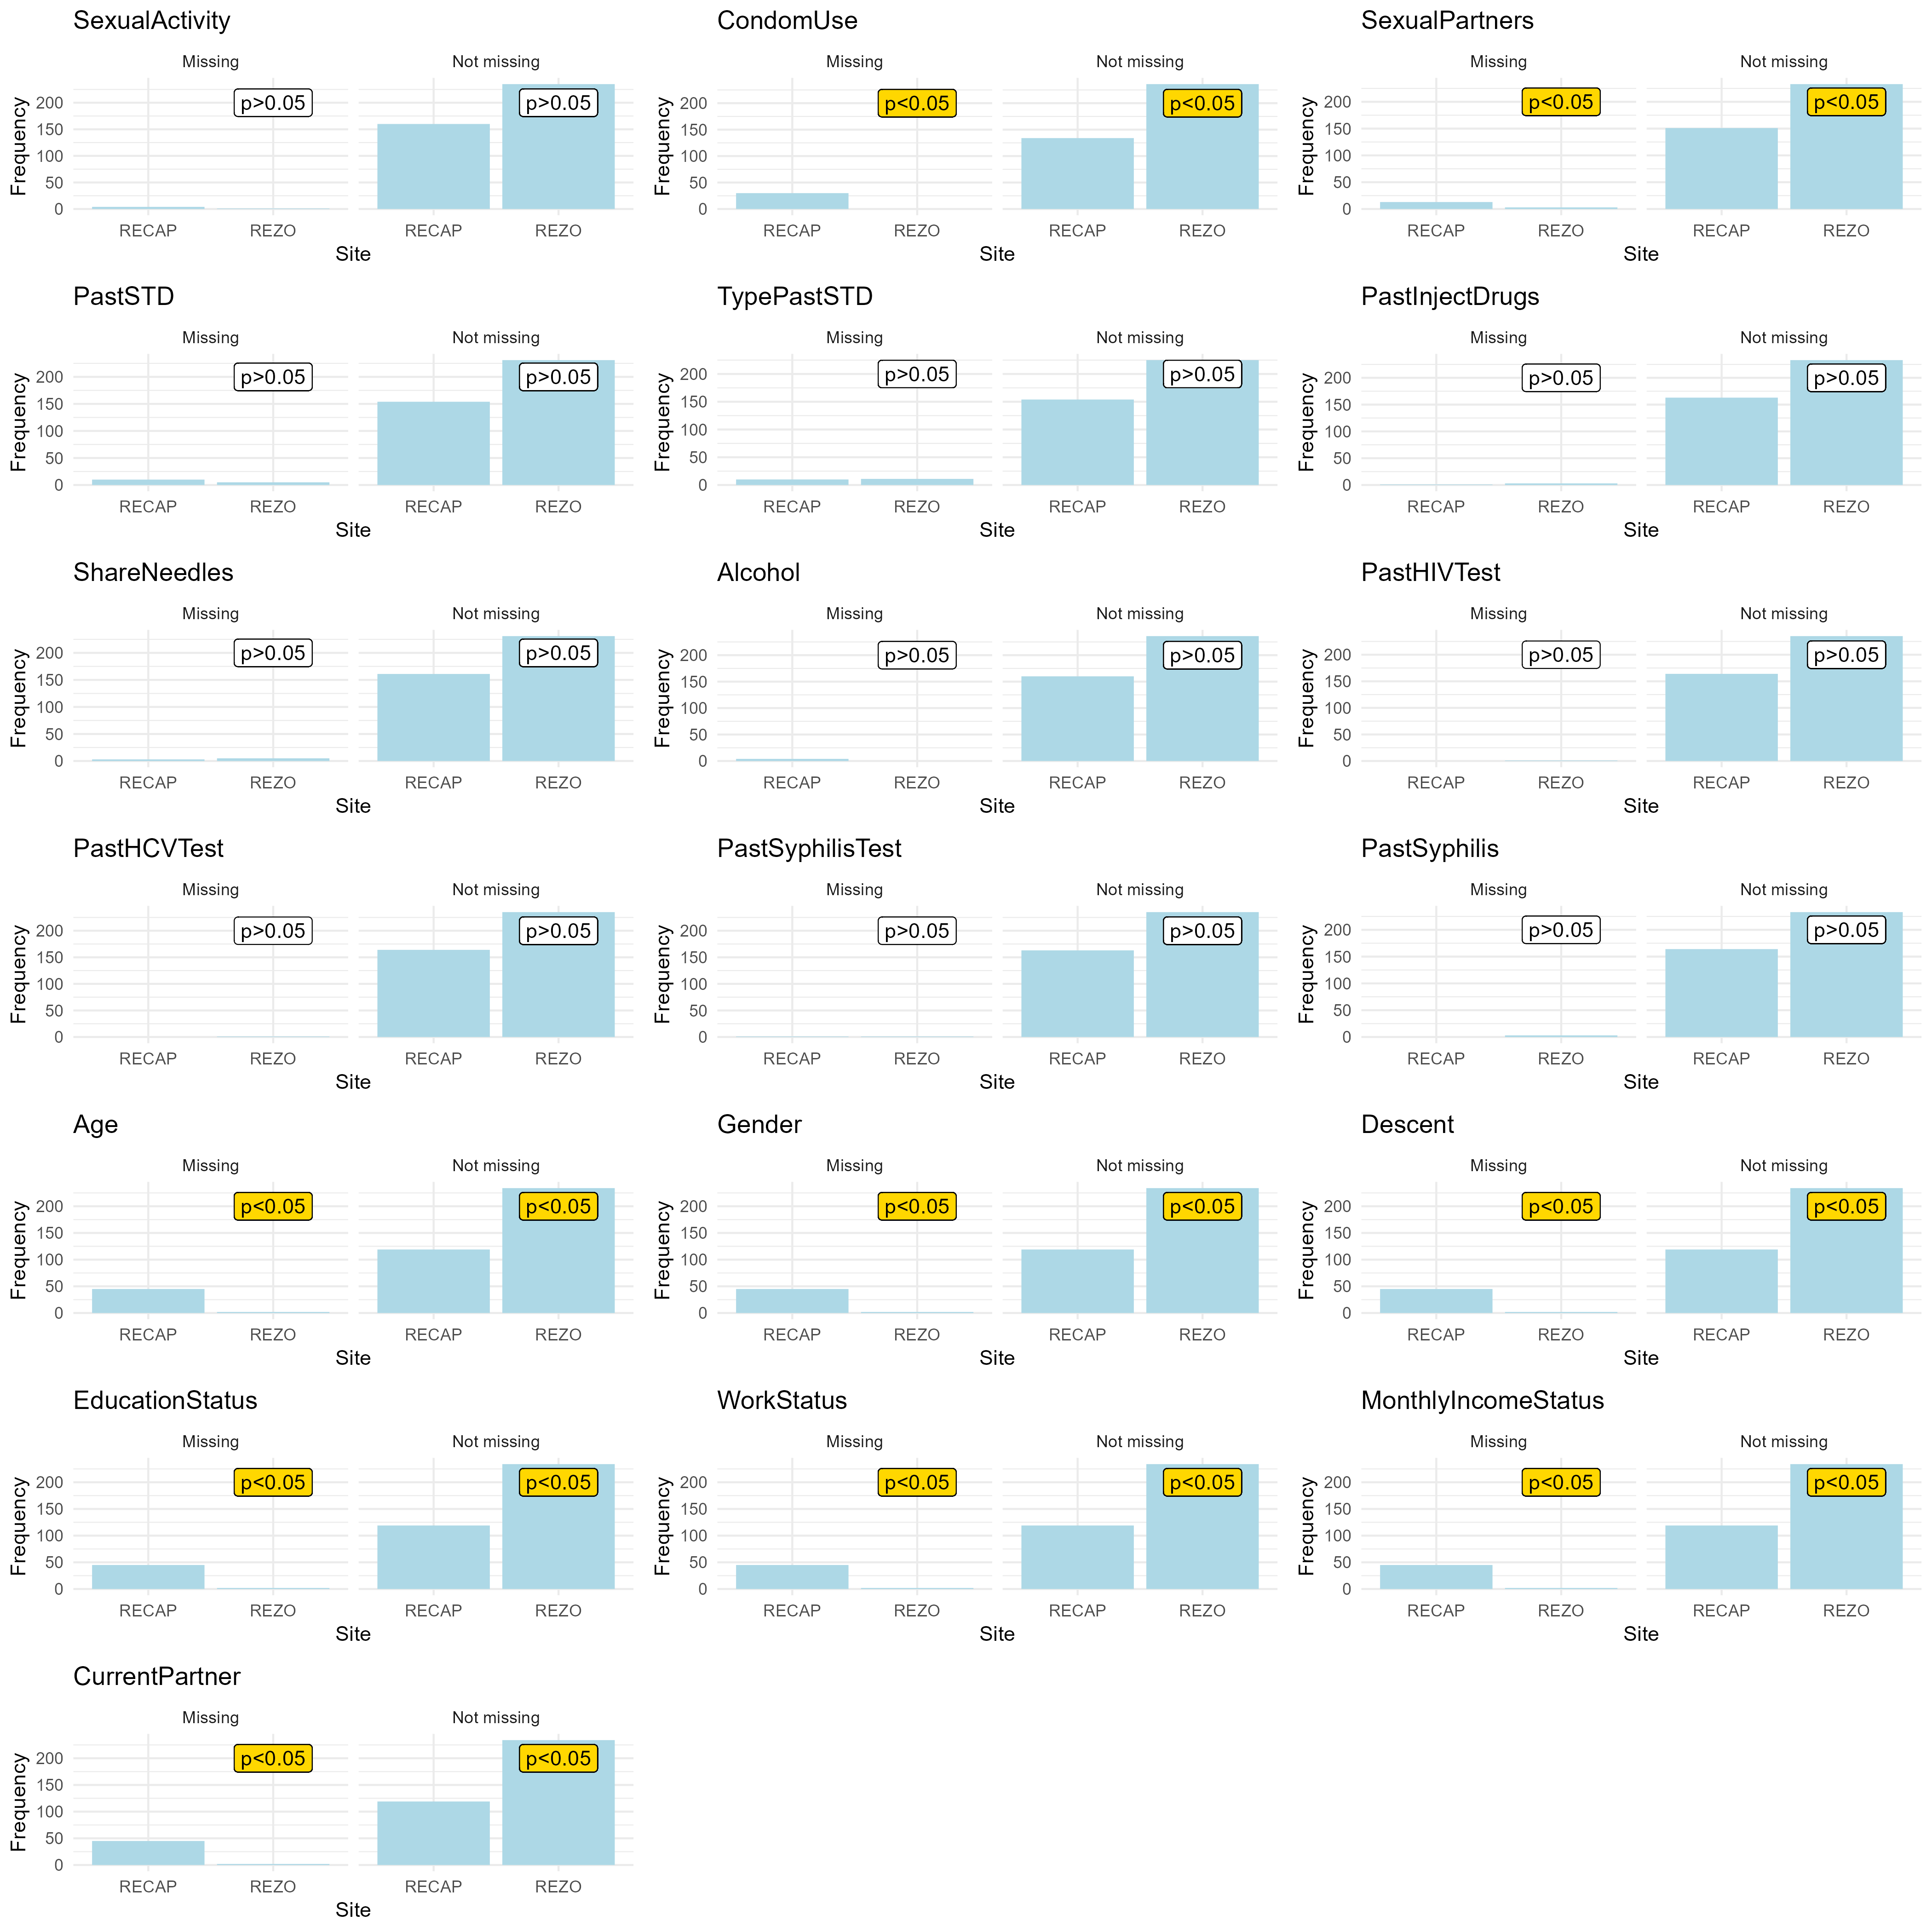 SexualActivity CondomUse SexualPartners
Missing Not missing Missing Not missing Missing Not missing
Frequency Frequency Frequency
200 p>0.05 p>0.05 200 p<0.05 p<0.05 200 p<0.05 p<0.05
150 150 150
100 100 100
50 50 50
0 0 0
RECAP REZO RECAP REZO RECAP REZO RECAP REZO RECAP REZO RECAP REZO
Site Site Site
PastSTD TypePastSTD PastInjectDrugs
Missing Not missing Missing Not missing Missing Not missing
Frequency Frequency Frequency
200 p>0.05 p>0.05 200 p>0.05 p>0.05 200 p>0.05 p>0.05
150 150 150
100 100 100
50 50 50
0 0 0
RECAP REZO RECAP REZO RECAP REZO RECAP REZO RECAP REZO RECAP REZO
Site Site Site
ShareNeedles Alcohol PastHIVTest
Missing Not missing Missing Not missing Missing Not missing
Frequency Frequency Frequency
200 p>0.05 p>0.05 200 p>0.05 p>0.05 200 p>0.05 p>0.05
150 150 150
100 100 100
50 50 50
0 0 0
RECAP REZO RECAP REZO RECAP REZO RECAP REZO RECAP REZO RECAP REZO
Site Site Site
PastHCVTest PastSyphilisTest PastSyphilis
Missing Not missing Missing Not missing Missing Not missing
Frequency Frequency Frequency
200 p>0.05 p>0.05 200 p>0.05 p>0.05 200 p>0.05 p>0.05
150 150 150
100 100 100
50 50 50
0 0 0
RECAP REZO RECAP REZO RECAP REZO RECAP REZO RECAP REZO RECAP REZO
Site Site Site
Age Gender Descent
Missing Not missing Missing Not missing Missing Not missing
Frequency Frequency Frequency
200 p<0.05 p<0.05 200 p<0.05 p<0.05 200 p<0.05 p<0.05
150 150 150
100 100 100
50 50 50
0 0 0
RECAP REZO RECAP REZO RECAP REZO RECAP REZO RECAP REZO RECAP REZO
Site Site Site
EducationStatus WorkStatus MonthlyIncomeStatus
Missing Not missing Missing Not missing Missing Not missing
Frequency Frequency Frequency
200 p<0.05 p<0.05 200 p<0.05 p<0.05 200 p<0.05 p<0.05
150 150 150
100 100 100
50 50 50
0 0 0
RECAP REZO RECAP REZO RECAP REZO RECAP REZO RECAP REZO RECAP REZO
Site Site Site
CurrentPartner
Missing Not missing
Frequency
200 p<0.05 p<0.05
150
100
50
0
RECAP REZO RECAP REZO
Site